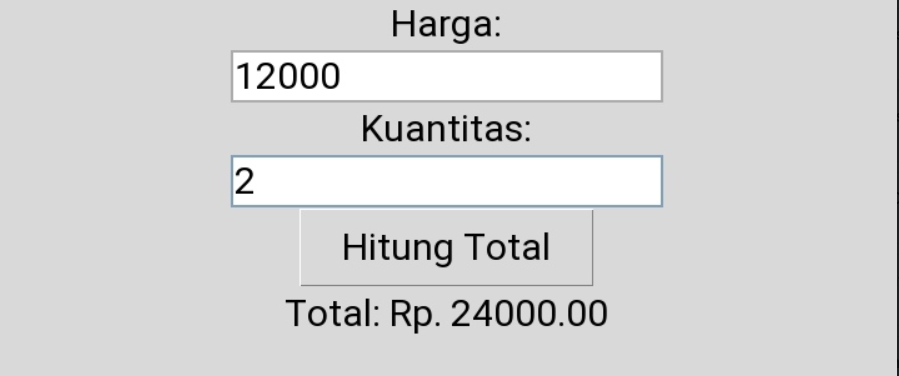 Harga:
12000
Kuantitas:
2
Hitung Total
Total: Rp. 24000.00